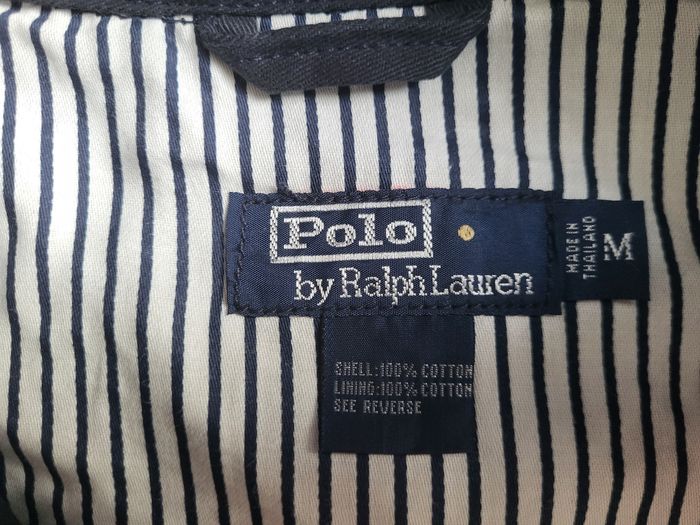 Polo
by Ralph Lauren
MADE IN
THAILAND
M
SHELL:100% COTTON
LINING:100% COTTON
SEE REVERSE